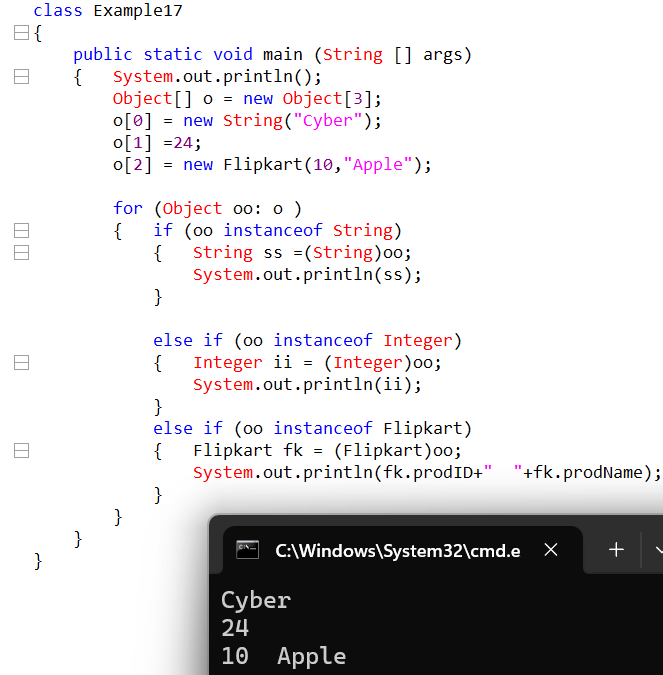 class Example17
{
    public static void main (String [] args)
    {   System.out.println();
        Object[] o = new Object[3];
        o[0] = new String("Cyber");
        o[1] =24;
        o[2] = new Flipkart(10,"Apple");

        for (Object oo: o )
        {   if (oo instanceof String)
            {   String ss =(String)oo;
                System.out.println(ss);
            }

            else if (oo instanceof Integer)
            {   Integer ii = (Integer)oo;
                System.out.println(ii);
            }
            else if (oo instanceof Flipkart)
            {   Flipkart fk = (Flipkart)oo;
                System.out.println(fk.prodID+"  "+fk.prodName);
            }
        }
    }
}
C:\Windows\System32\cmd.e
Cyber
24
10  Apple